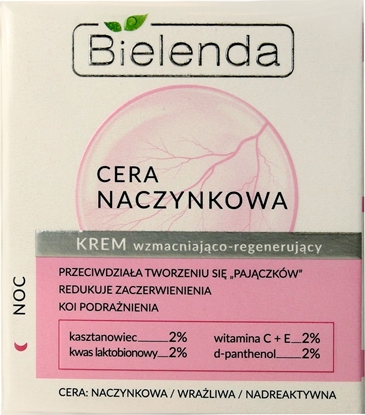 Bielenda
CERA
NACZYNKOWA
KREM wzmacniająco-regenerujący
NOC
PRZECIWDZIAŁA TWORZENIU SIĘ „PAJĄCZKÓW”
REDUKUJE ZACZERWIENIENIA
KOI PODRAŻNIENIA
kasztanowiec 2%
kwas laktobionowy 2%
witamina C + E 2%
d-panthenol 2%
CERA: NACZYNKOWA / WRAŻLIWA / NADREAKTYWNA